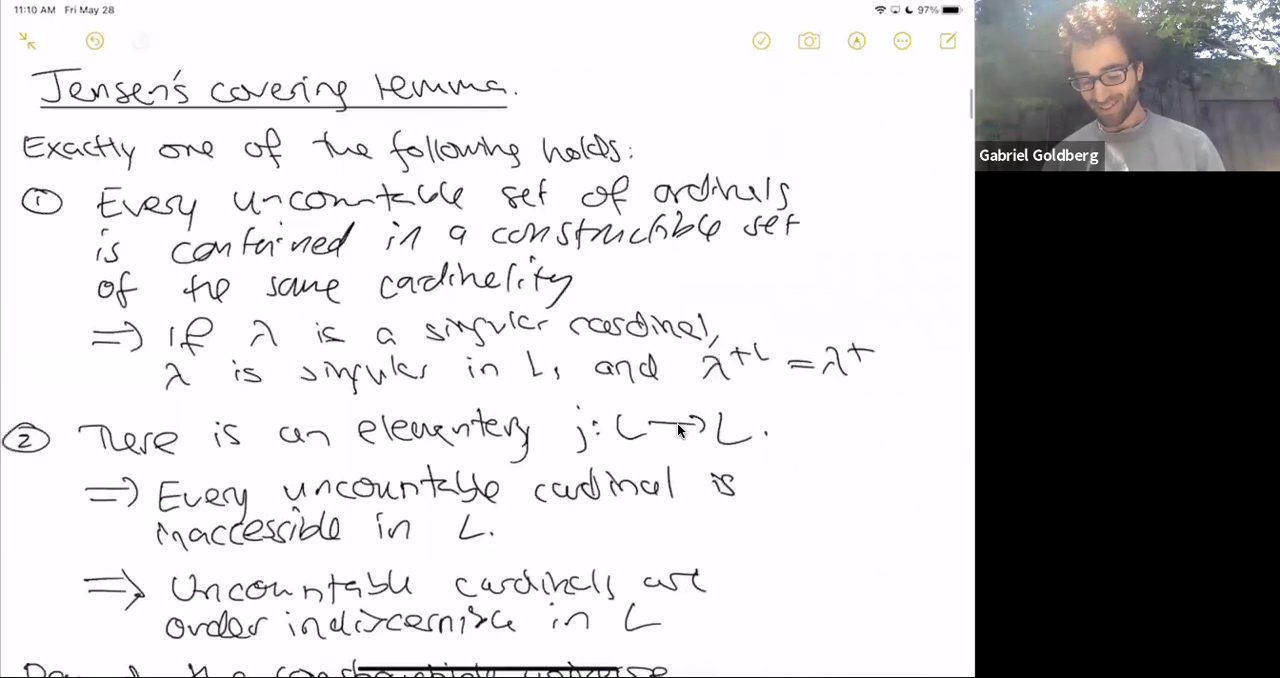 11:10 AM Fri May 28
97%
Jensen's covering lemma.
Exactly one of the following holds:
① Every uncountable set of ordinals
is contained in a constructible set
of the same cardinality
⇒ If λ is a singular cardinal,
λ is singular in L, and λ⁺ᴸ = λ⁺
② There is an elementary j: L → L.
⇒ Every uncountable cardinal is
inaccessible in L.
⇒ Uncountable cardinals are
order indiscernible in L
Gabriel Goldberg